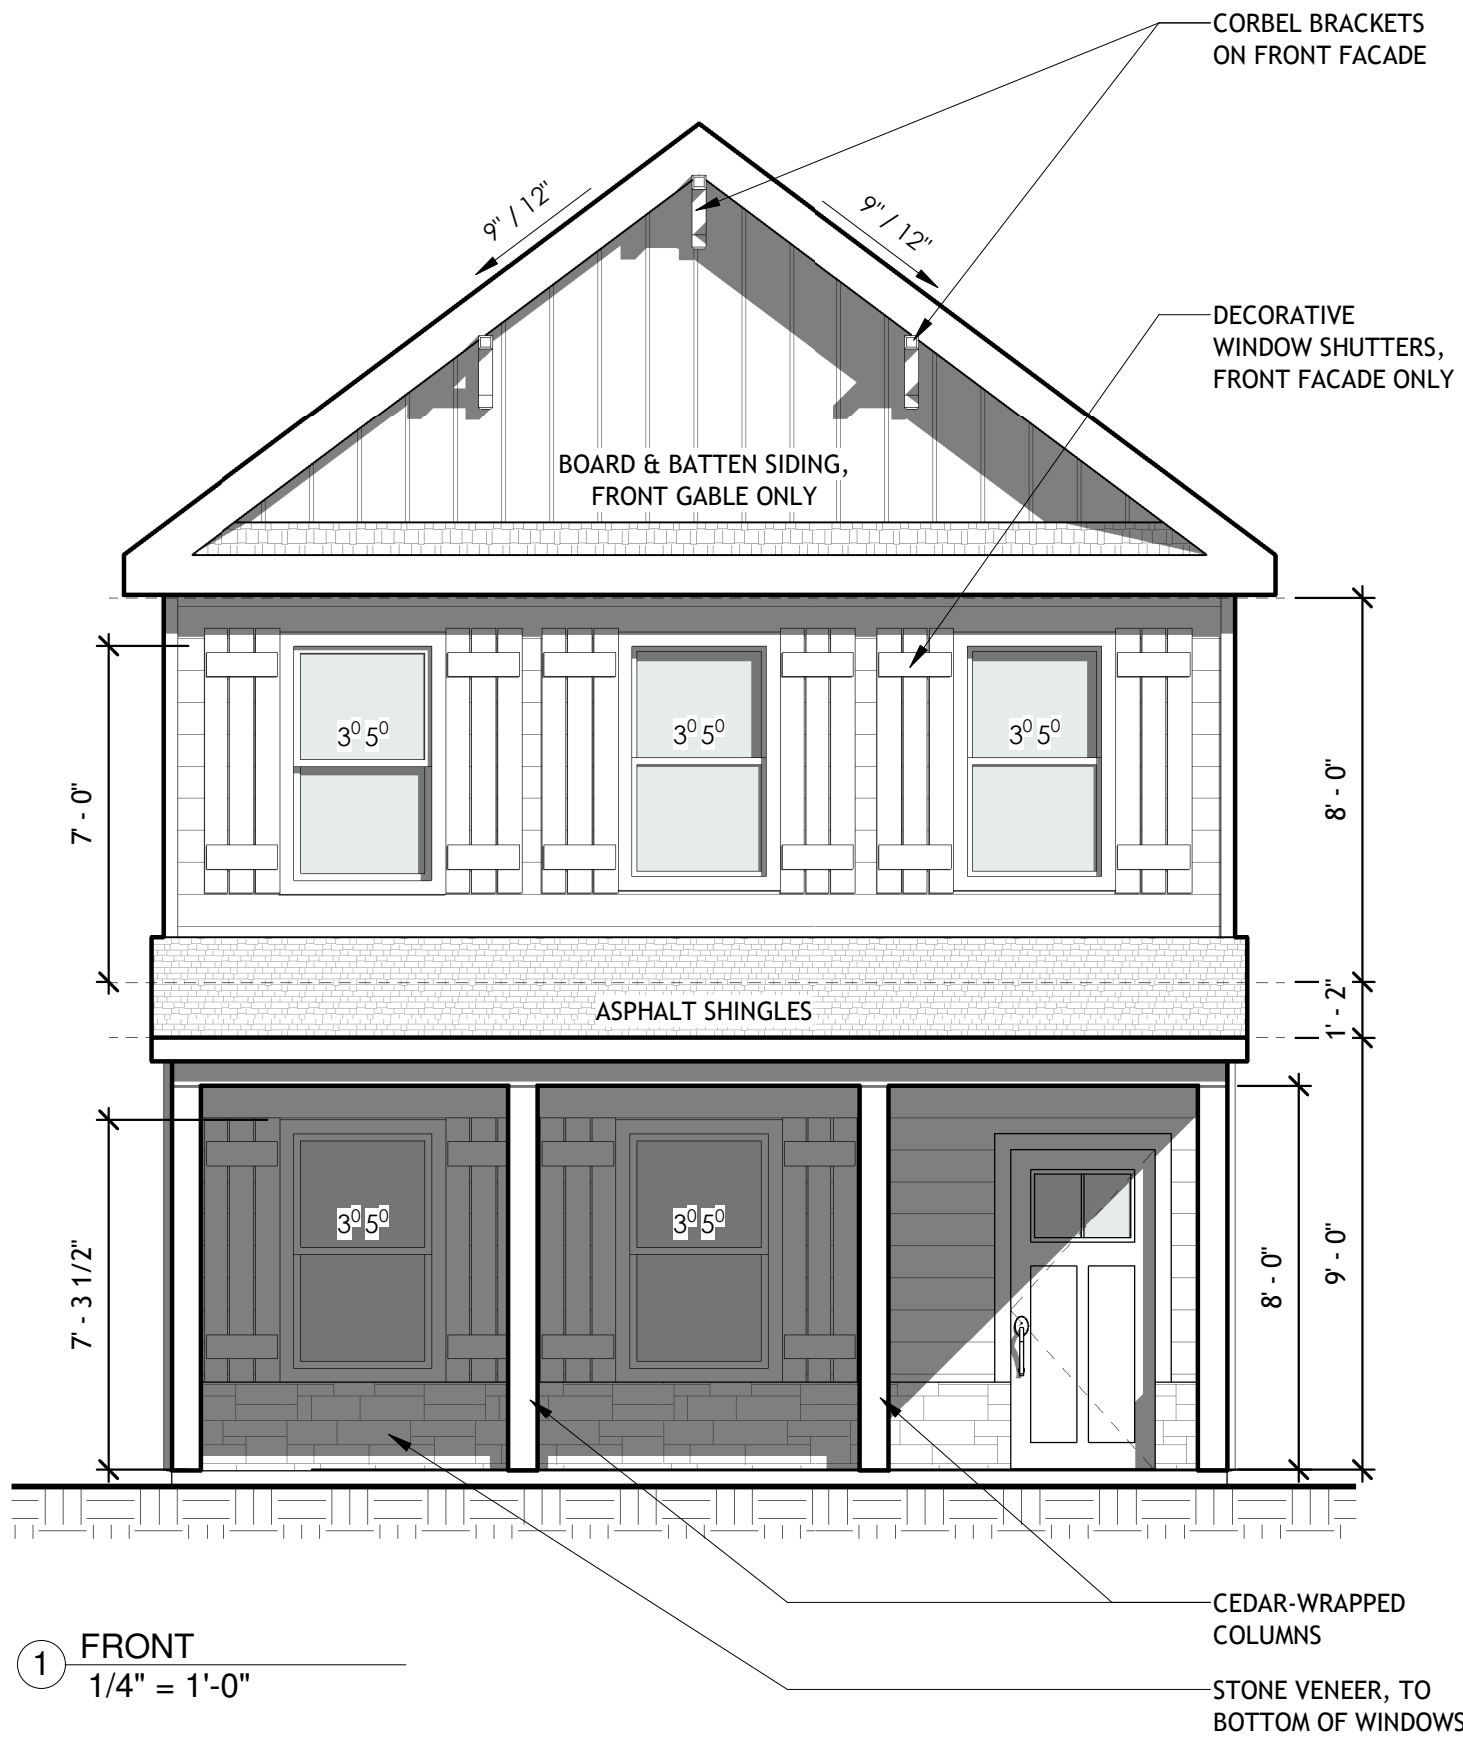 CORBEL BRACKETS
ON FRONT FACADE
9" / 12"
9" / 12"
DECORATIVE
WINDOW SHUTTERS,
FRONT FACADE ONLY
BOARD & BATTEN SIDING,
FRONT GABLE ONLY
3⁰ 5⁰
3⁰ 5⁰
3⁰ 5⁰
7' - 0"
8' - 0"
ASPHALT SHINGLES
1' - 2"
3⁰ 5⁰
3⁰ 5⁰
7' - 3 1/2"
8' - 0"
9' - 0"
CEDAR-WRAPPED
COLUMNS
1 FRONT
1/4" = 1'-0"
STONE VENEER, TO
BOTTOM OF WINDOWS